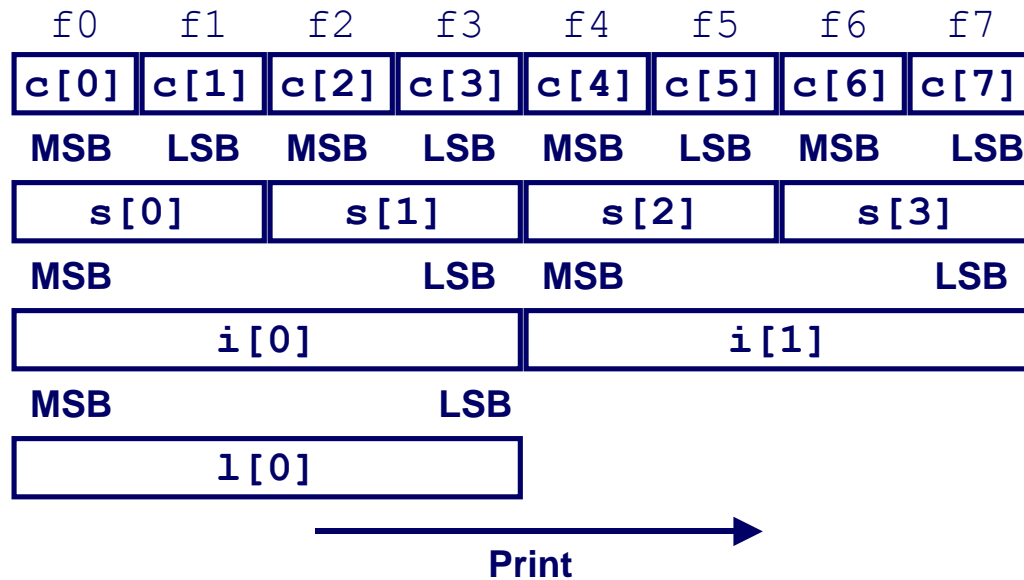 f0 f1 f2 f3 f4 f5 f6 f7
c[0] c[1] c[2] c[3] c[4] c[5] c[6] c[7]
MSB LSB MSB LSB MSB LSB MSB LSB
s[0] s[1] s[2] s[3]
MSB LSB MSB LSB
i[0] i[1]
MSB LSB
l[0]
Print